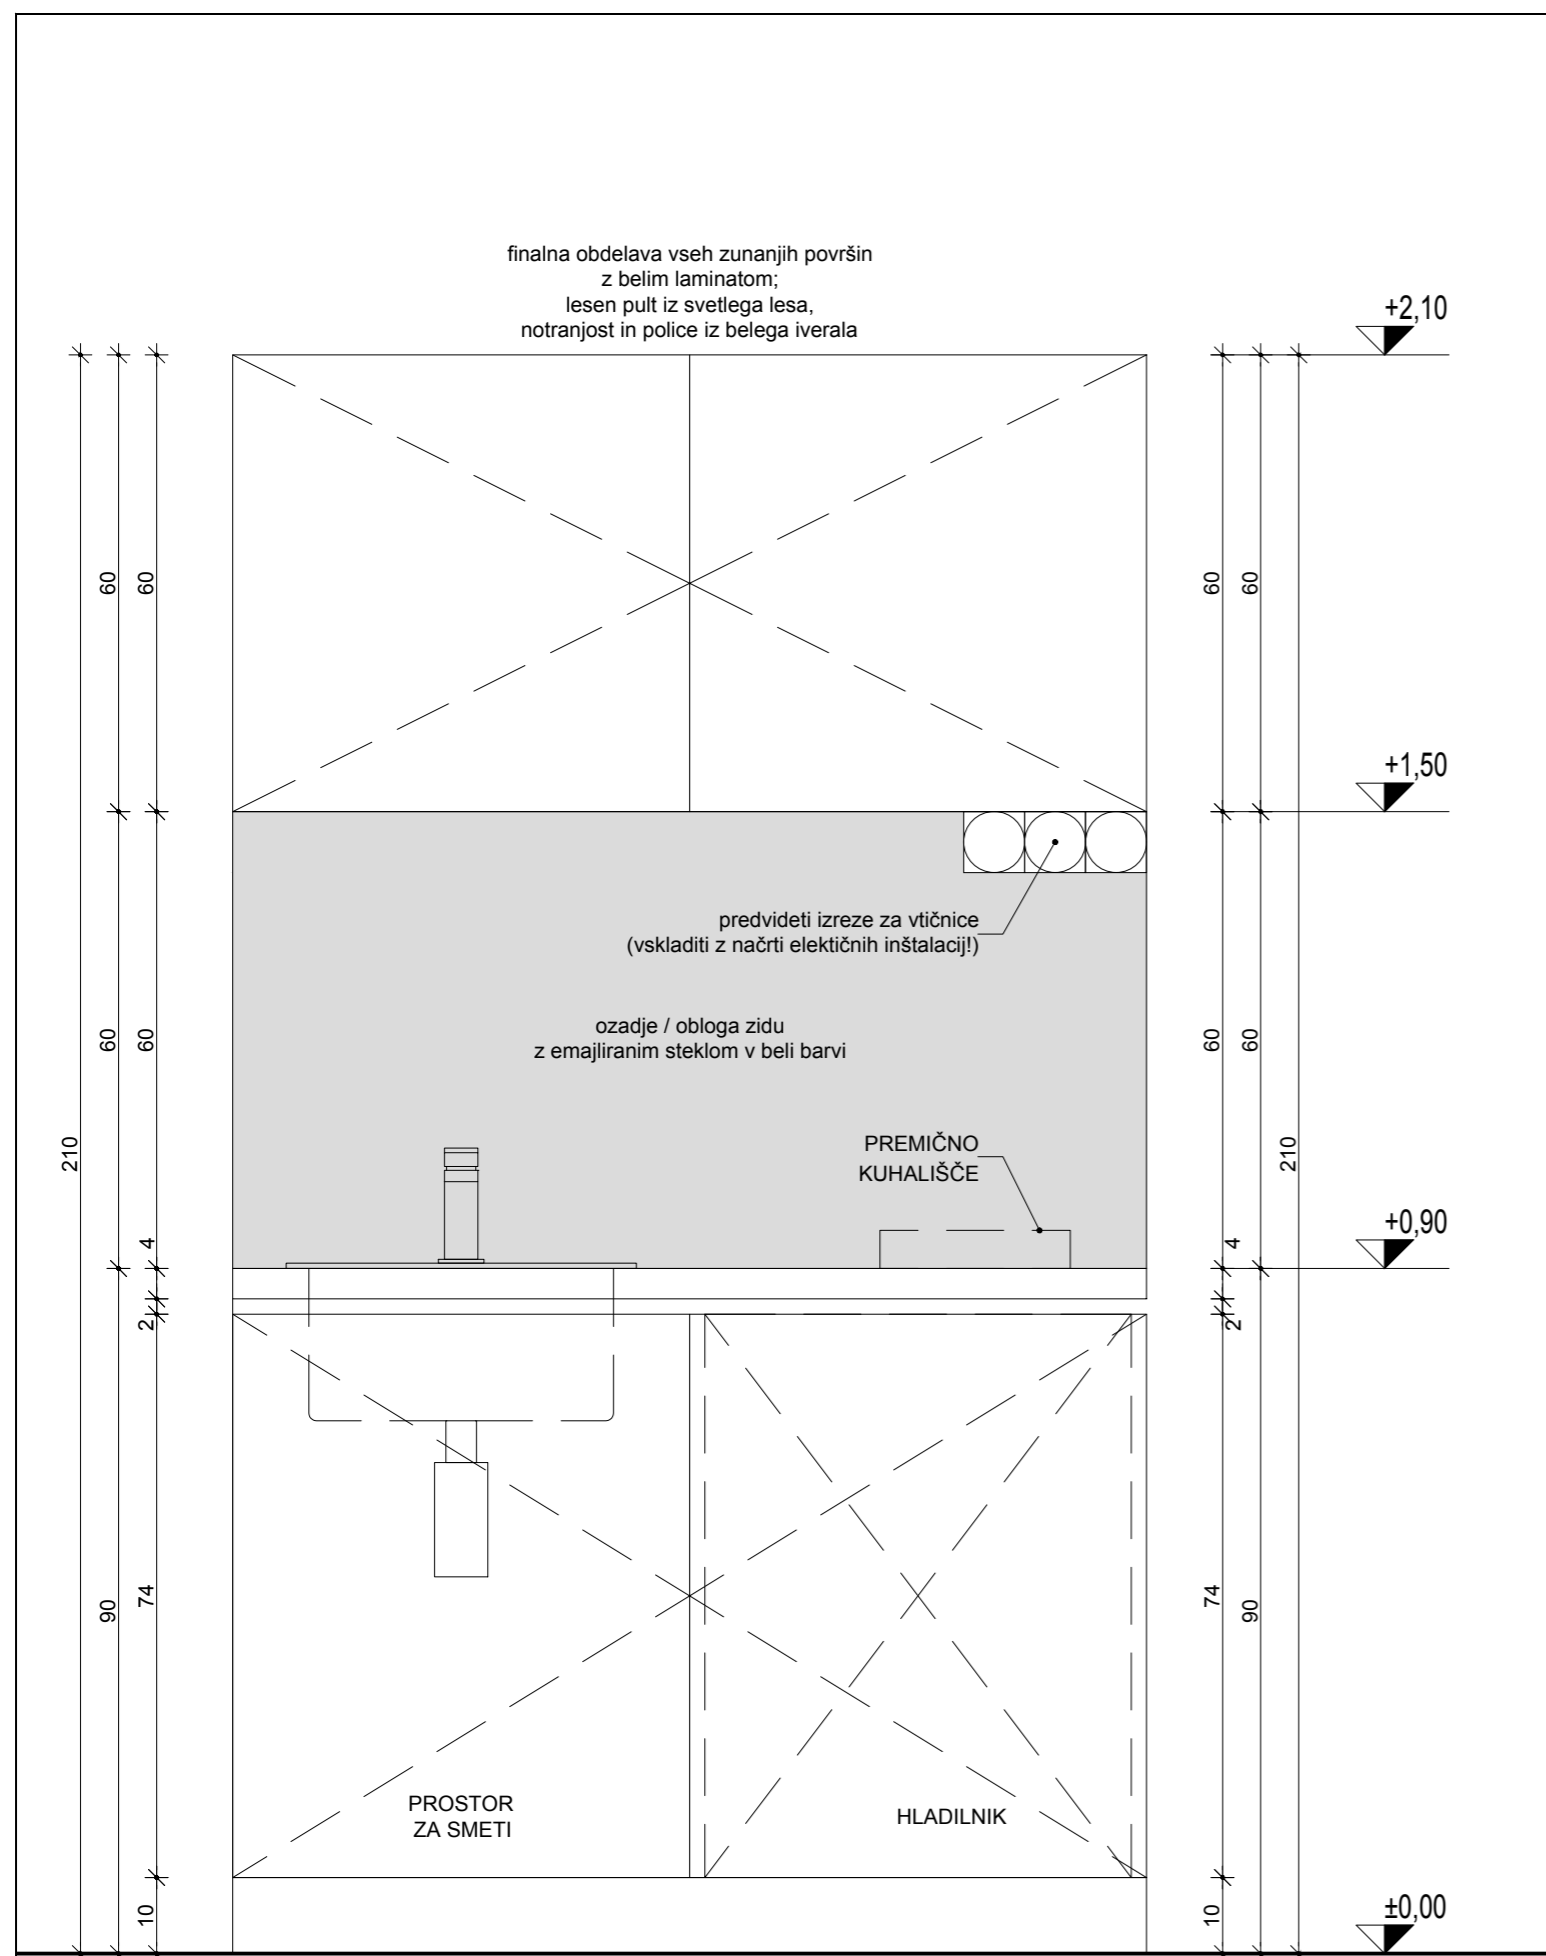 finalna obdelava vseh zunanjih površin
z belim laminatom;
lesen pult iz svetlega lesa,
notranjost in police iz belega iverala
+2,10
60
60
60
60
+1,50
predvideti izreze za vtičnice
(vskladiti z načrti elektičnih inštalacij!)
ozadje / obloga zidu
z emajliranim steklom v beli barvi
60
60
60
60
210
210
PREMIČNO
KUHALIŠČE
+0,90
4
4
2
2
90
74
74
90
PROSTOR
ZA SMETI
HLADILNIK
10
10
±0,00